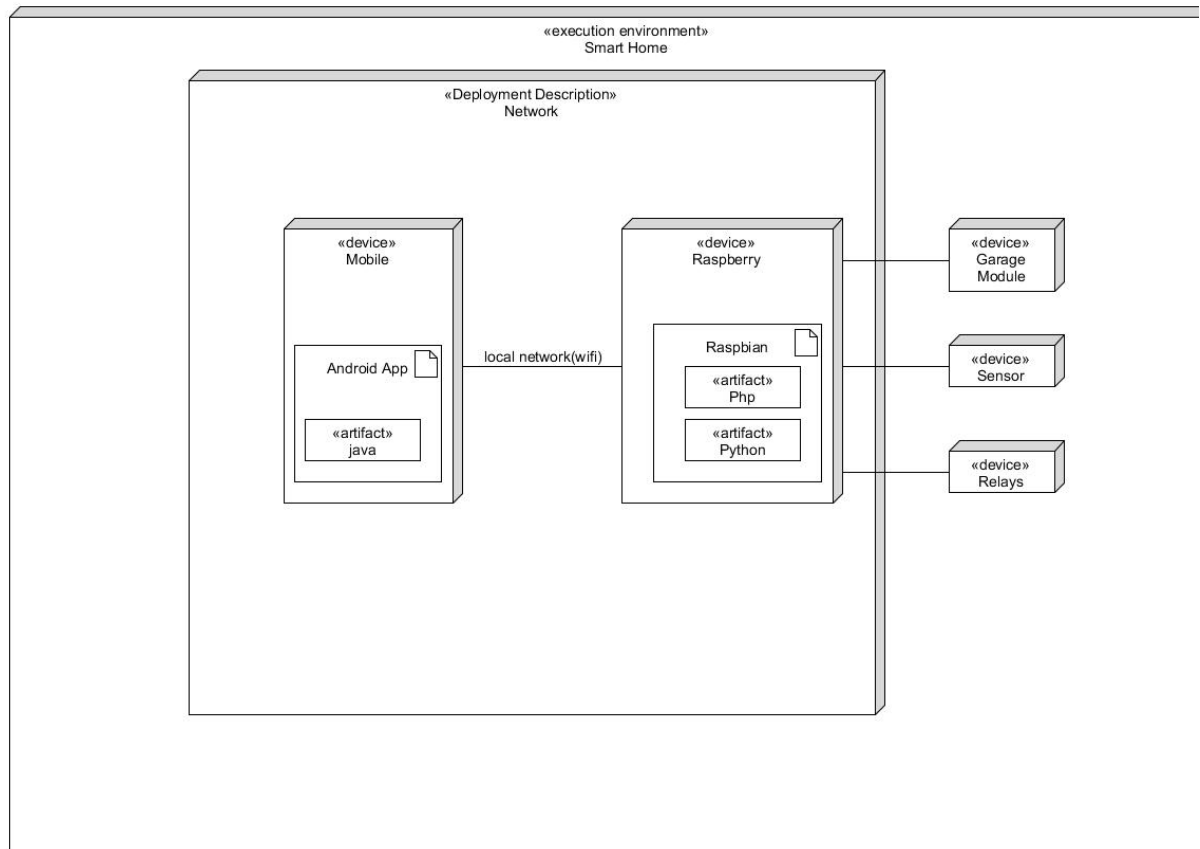 «execution environment»
Smart Home
«Deployment Description»
Network
«device»
Mobile
Android App
«artifact»
java
local network(wifi)
«device»
Raspberry
Raspbian
«artifact»
Php
«artifact»
Python
«device»
Garage
Module
«device»
Sensor
«device»
Relays